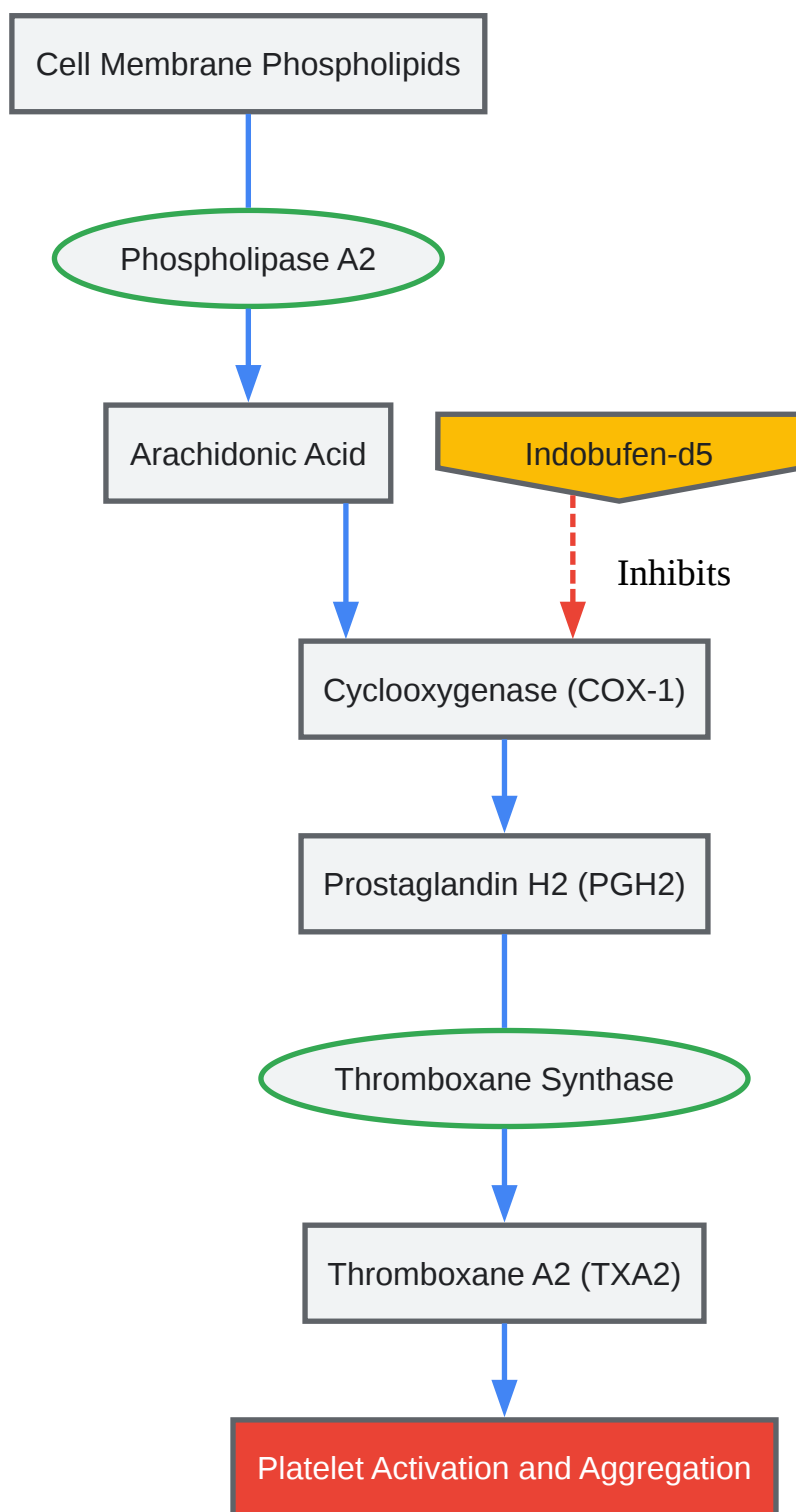 Cell Membrane Phospholipids
Phospholipase A2
Arachidonic Acid
Indobufen-d5
Inhibits
Cyclooxygenase (COX-1)
Prostaglandin H2 (PGH2)
Thromboxane Synthase
Thromboxane A2 (TXA2)
Platelet Activation and Aggregation